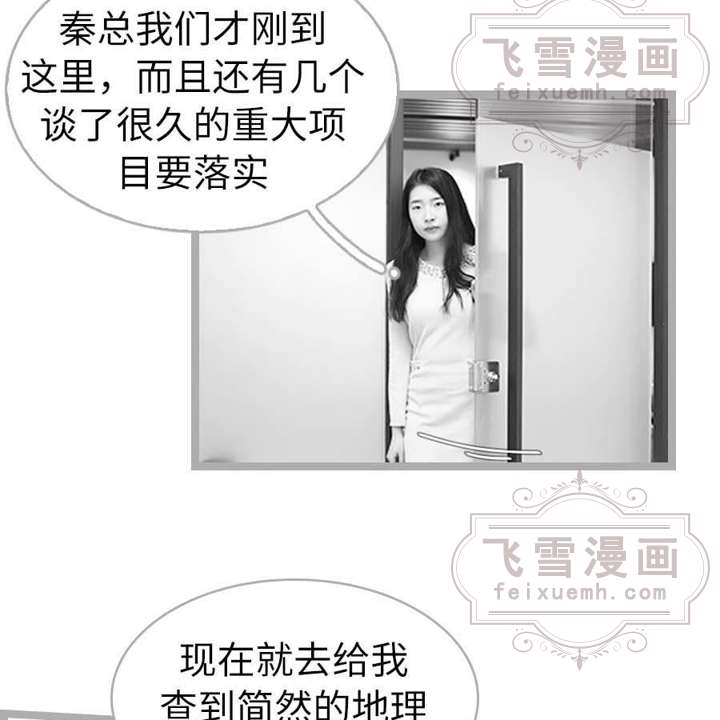 飞雪漫画
feixuemh.com
秦总我们才刚到
这里，而且还有几个
谈了很久的重大项
目要落实
飞雪漫画
feixuemh.com
现在就去给我
查到简然的地理